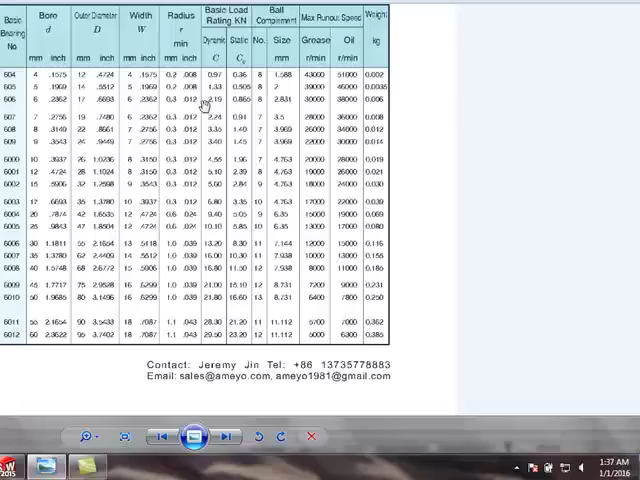 Basic Bearing No. Bore d Outer Diameter D Width W Radius r min Basic Load Rating KN Ball Complement Max Runout Speed Weight
Dynamic Static No. Size Grease Oil kg
mm inch mm inch mm inch mm inch C C0 mm r/min r/min
604 4 .1575 12 .4724 4 .1575 0.2 .008 0.97 0.36 8 1.588 43000 51000 0.002
605 5 .1969 14 .5512 5 .1969 0.2 .008 1.33 0.505 8 2 39000 46000 0.0035
606 6 .2362 17 .6693 6 .2362 0.3 .012 2.19 0.865 8 2.831 30000 38000 .006
607 7 .2756 19 .7480 6 .2362 0.3 .012 2.24 0.91 7 3.5 28000 36000 .008
608 8 .3149 22 .8661 7 .2756 0.3 .012 3.35 1.40 7 3.969 26000 34000 0.012
609 9 .3543 24 .9449 7 .2756 0.3 .012 3.40 1.45 7 3.969 22000 30000 0.014
6000 10 .3937 26 1.0236 8 .3150 0.3 .012 4.55 1.96 7 4.763 20000 28000 0.019
6001 12 .4724 28 1.1024 8 .3150 0.3 .012 5.10 2.39 8 4.763 19000 26000 0.021
6002 15 .5906 32 1.2598 9 .3543 0.3 .012 5.60 2.84 9 4.763 18000 24000 0.030
6003 17 .6693 35 1.3780 10 .3937 0.3 .012 6.80 3.35 10 4.763 17000 22000 0.039
6004 20 .7874 42 1.6535 12 .4724 0.6 .024 9.40 5.05 9 6.35 15000 19000 0.069
6005 25 .9843 47 1.8504 12 .4724 0.6 .024 10.10 5.85 10 6.35 13000 17000 0.080
6006 30 1.1811 55 2.1654 13 .5118 1.0 .039 13.20 8.30 11 7.144 12000 15000 0.116
6007 35 1.3780 62 2.4409 14 .5512 1.0 .039 16.00 10.30 11 7.938 10000 13000 0.155
6008 40 1.5748 68 2.6772 15 .5906 1.0 .039 16.80 11.50 11 7.938 8000 11000 0.185
6009 45 1.7717 75 2.9528 16 .6299 1.0 .039 21.00 15.10 12 8.731 7200 9000 0.231
6010 50 1.9685 80 3.1496 16 .6299 1.0 .039 21.80 16.60 13 8.731 6400 7800 0.250
6011 55 2.1654 90 3.5433 18 .7087 1.1 .043 28.30 21.20 11 11.112 5700 7000 0.362
6012 60 2.3622 95 3.7402 18 .7087 1.1 .043 29.50 23.20 12 11.112 5000 6300 0.385
Contact: Jeremy Jin Tel: +86 13735778883
Email: sales@ameyo.com, ameyo1981@gmail.com
2015
1:37 AM
1/1/2016